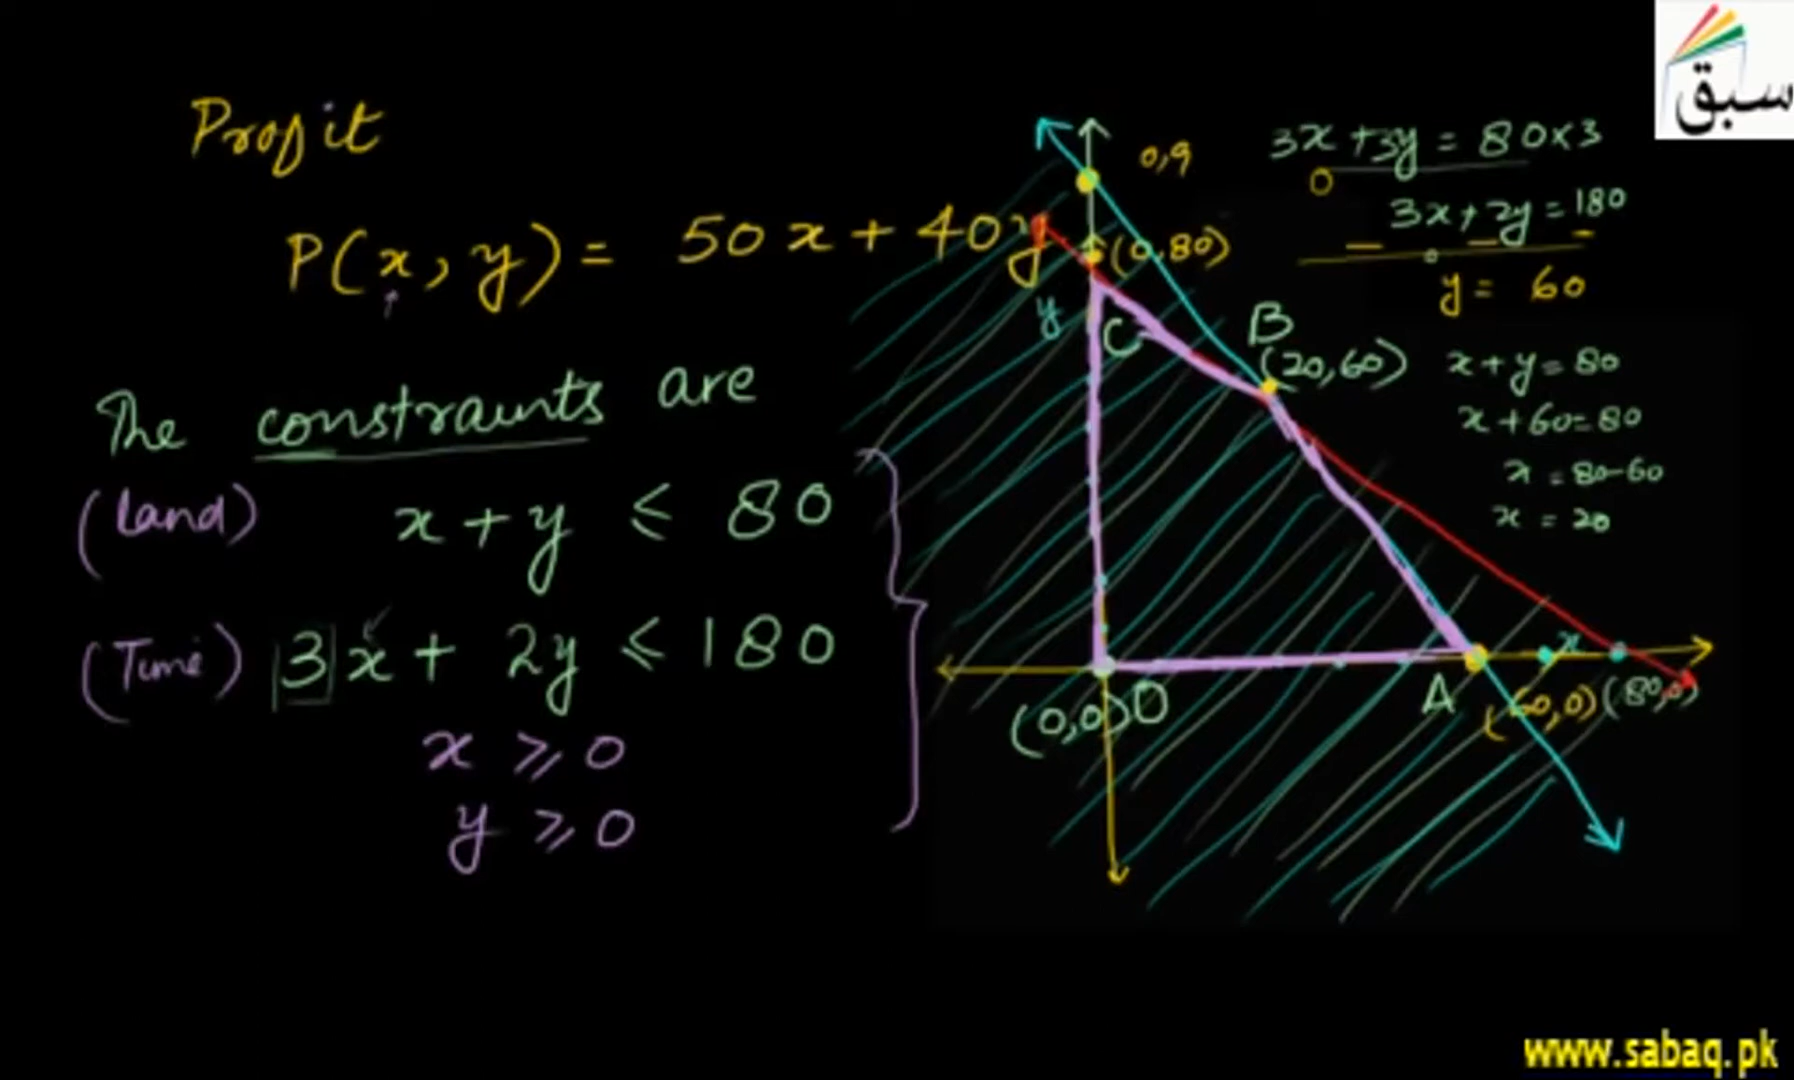 سبق
Profit
P(x, y) = 50x + 40y
The constraints are
(Land) x + y ≤ 80
(Time) 3x + 2y ≤ 180
x ≥ 0
y ≥ 0
0,9
(0,80)
y
C
B
(20,60)
A
(60,0)
(80,0)
x
(0,0)
O
3x + 3y = 80×3
0
3x + 2y = 180
– – –
y = 60
x + y = 80
x + 60 = 80
x = 80-60
x = 20
www.sabaq.pk